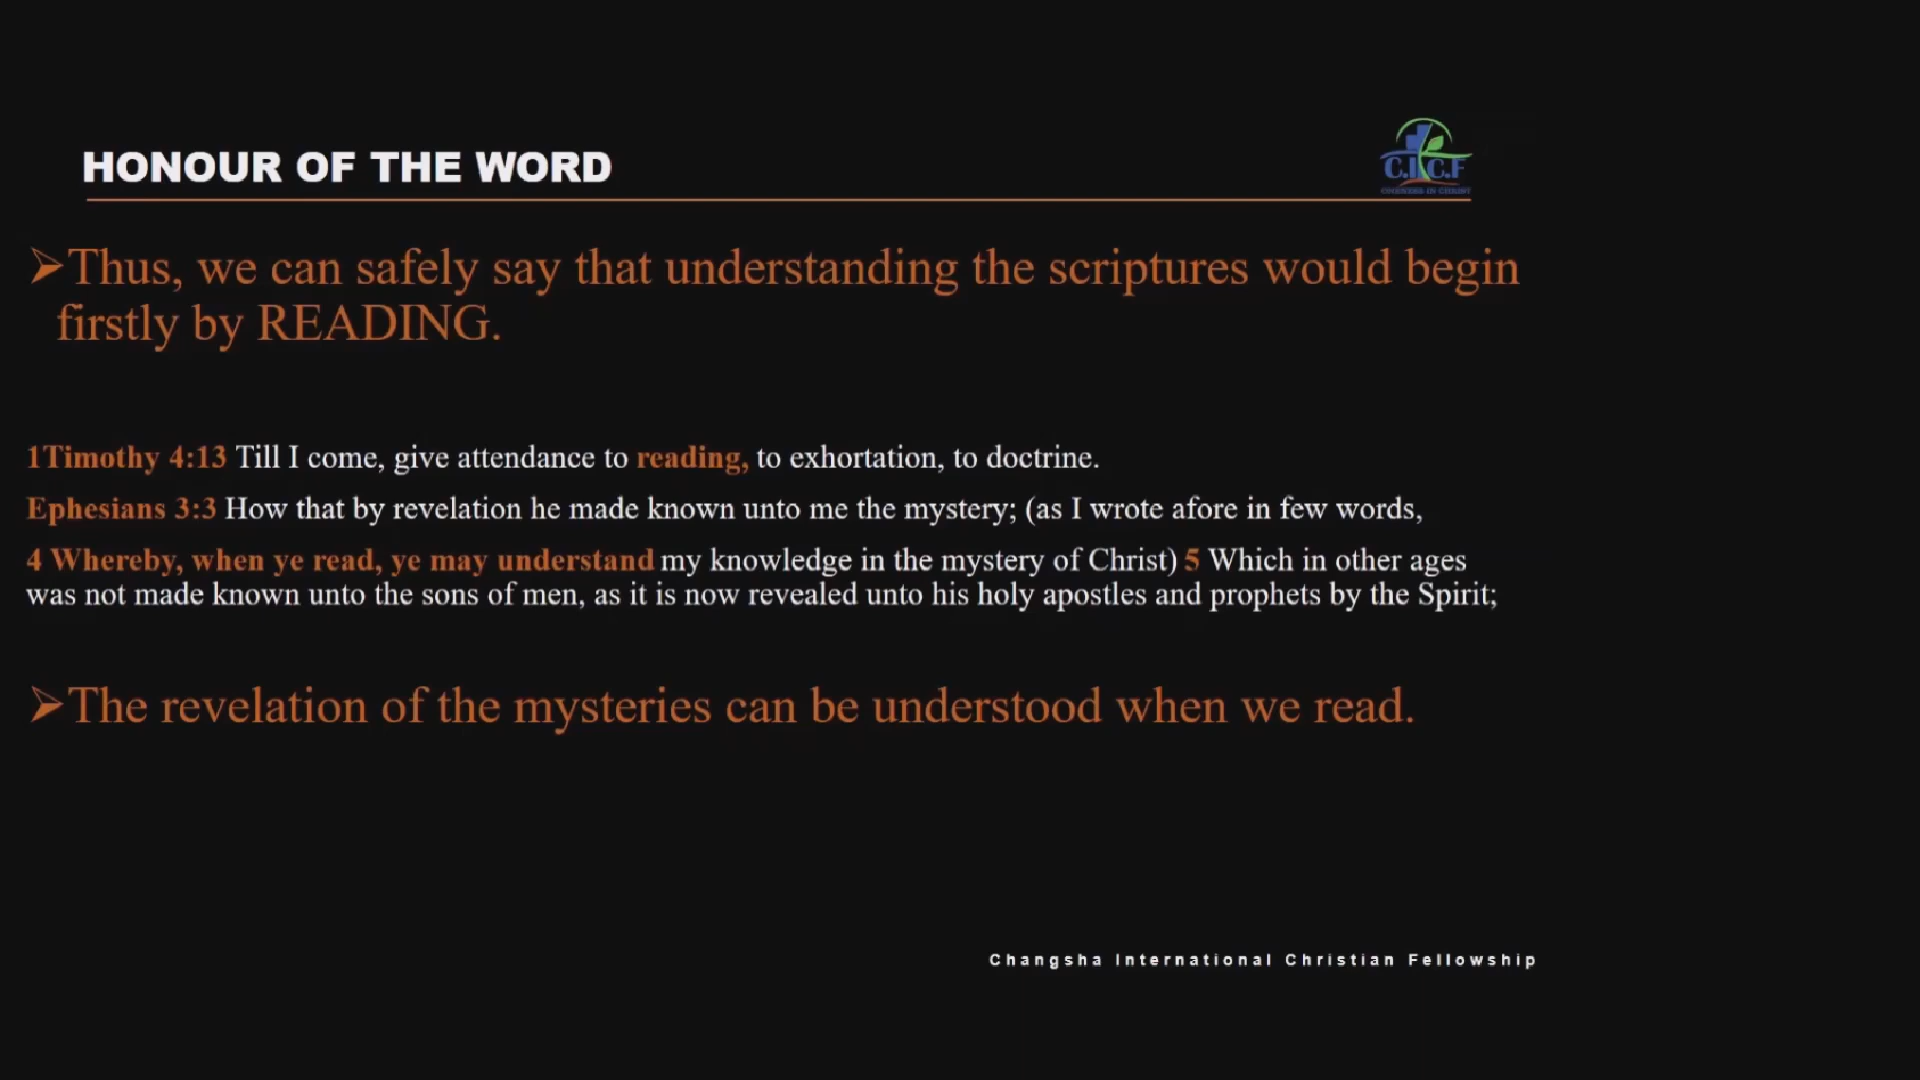 HONOUR OF THE WORD
C.I.C.F
➢Thus, we can safely say that understanding the scriptures would begin
firstly by READING.
1Timothy 4:13 Till I come, give attendance to reading, to exhortation, to doctrine.
Ephesians 3:3 How that by revelation he made known unto me the mystery; (as I wrote afore in few words,
4 Whereby, when ye read, ye may understand my knowledge in the mystery of Christ) 5 Which in other ages
was not made known unto the sons of men, as it is now revealed unto his holy apostles and prophets by the Spirit;
➢The revelation of the mysteries can be understood when we read.
Changsha International Christian Fellowship